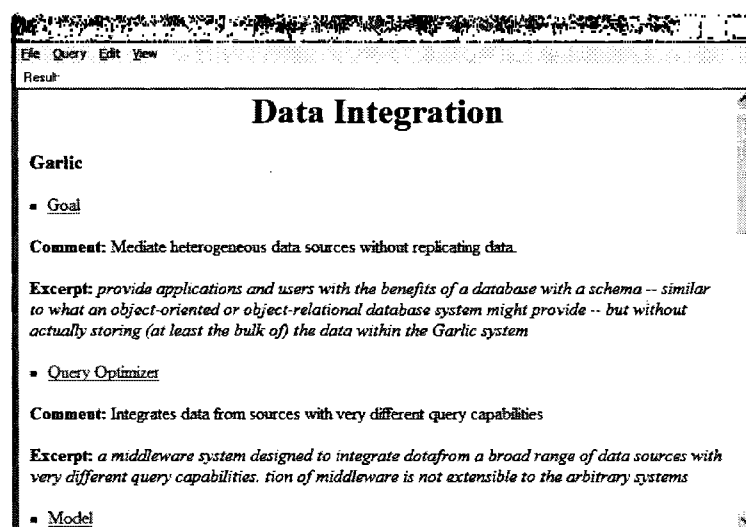 File Query Edit View
Result:
Data Integration
Garlic
▪ Goal
Comment: Mediate heterogeneous data sources without replicating data.
Excerpt: provide applications and users with the benefits of a database with a schema -- similar
to what an object-oriented or object-relational database system might provide -- but without
actually storing (at least the bulk of) the data within the Garlic system
▪ Query Optimizer
Comment: Integrates data from sources with very different query capabilities
Excerpt: a middleware system designed to integrate datafrom a broad range of data sources with
very different query capabilities. tion of middleware is not extensible to the arbitrary systems
▪ Model